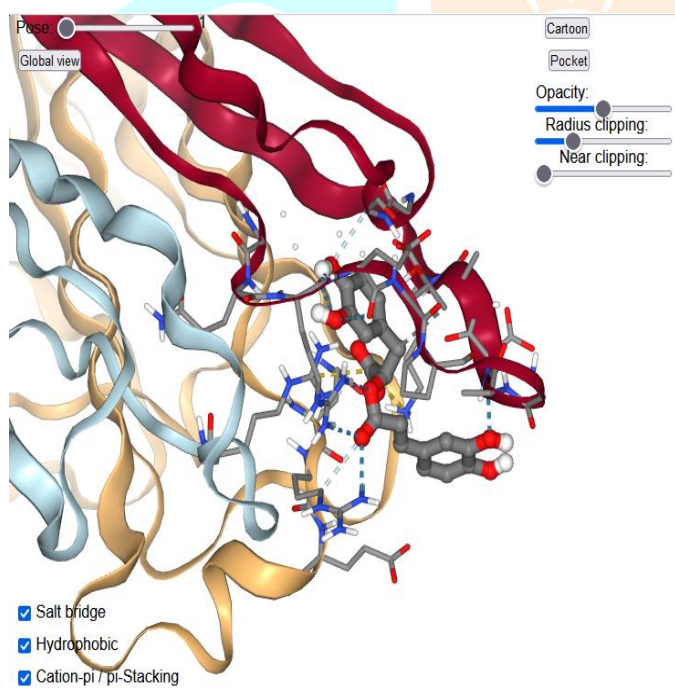 Pose: 1
Global view
Cartoon
Pocket
Opacity:
Radius clipping:
Near clipping:
Salt bridge
Hydrophobic
Cation-pi / pi-Stacking